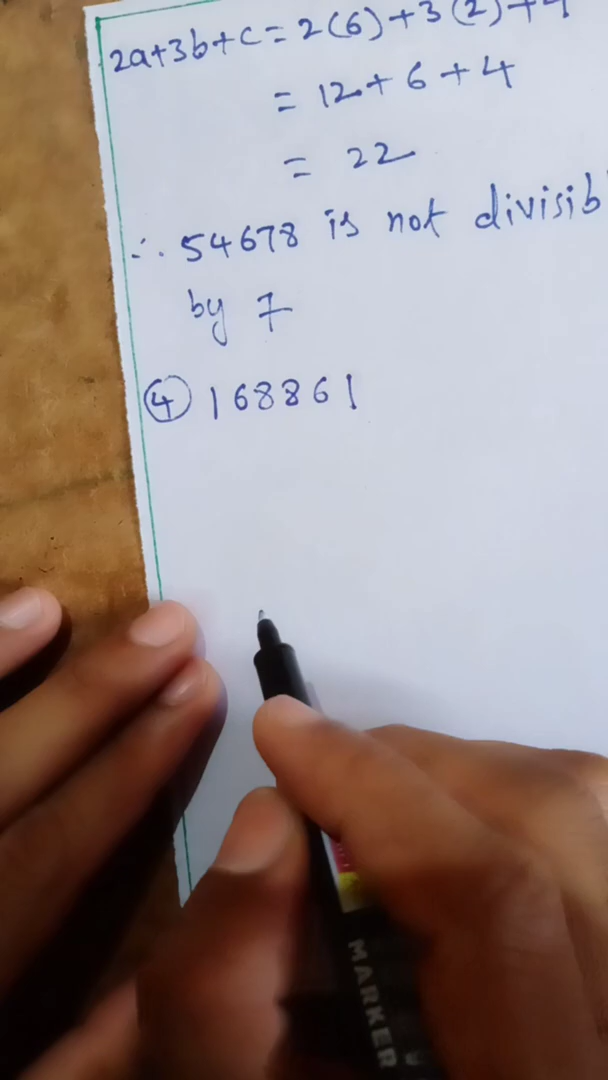 2a+3b+c = 2(6)+3(2)+4
= 12+6+4
= 22
∴ 54678 is not divisib
by 7
④ 168861
MARKER